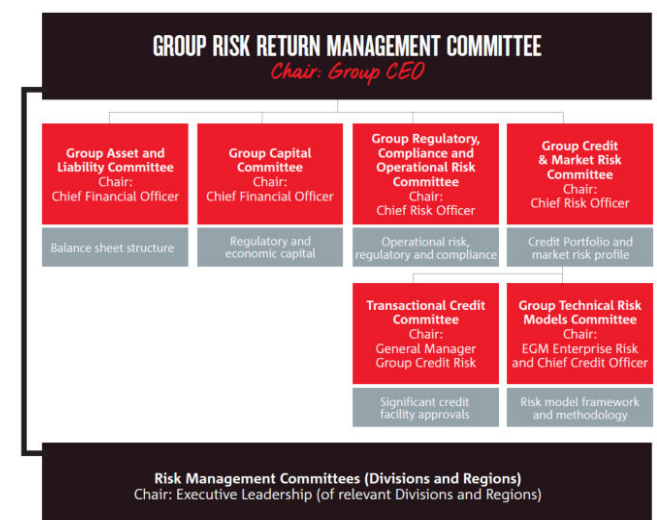 GROUP RISK RETURN MANAGEMENT COMMITTEE
Chair: Group CEO
Group Asset and
Liability Committee
Chair:
Chief Financial Officer
Balance sheet structure
Group Capital
Committee
Chair:
Chief Financial Officer
Regulatory and
economic capital
Group Regulatory,
Compliance and
Operational Risk
Committee
Chair:
Chief Risk Officer
Operational risk,
regulatory and compliance
Group Credit
& Market Risk
Committee
Chair:
Chief Risk Officer
Credit Portfolio and
market risk profile
Transactional Credit
Committee
Chair:
General Manager
Group Credit Risk
Significant credit
facility approvals
Group Technical Risk
Models Committee
Chair:
EGM Enterprise Risk
and Chief Credit Officer
Risk model framework
and methodology
Risk Management Committees (Divisions and Regions)
Chair: Executive Leadership (of relevant Divisions and Regions)